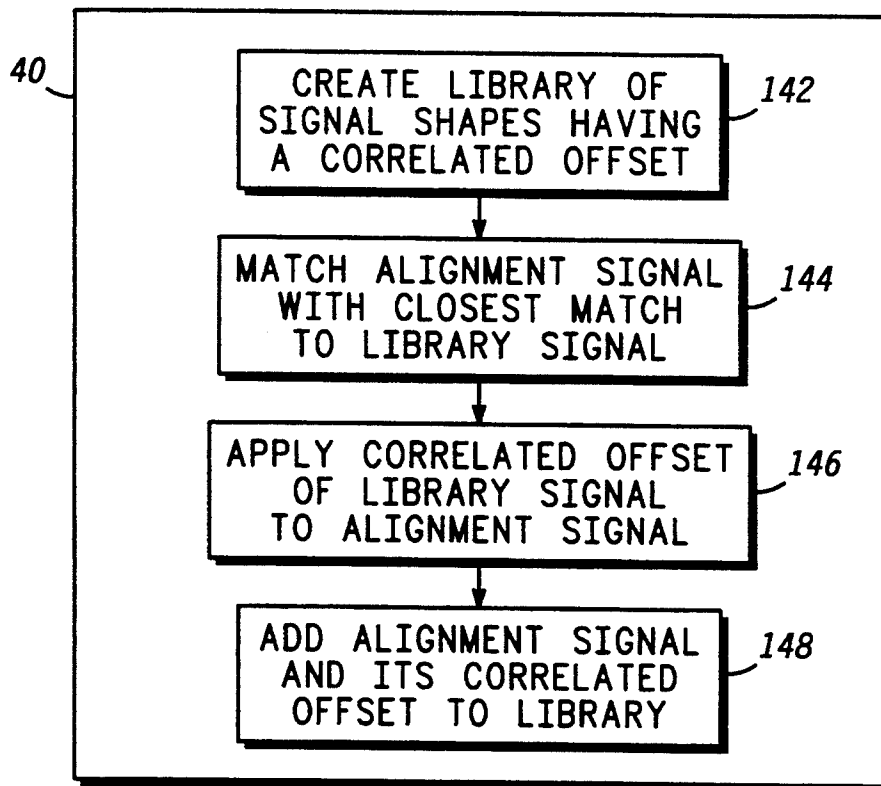 40
CREATE LIBRARY OF
SIGNAL SHAPES HAVING
A CORRELATED OFFSET
142
MATCH ALIGNMENT SIGNAL
WITH CLOSEST MATCH
TO LIBRARY SIGNAL
144
APPLY CORRELATED OFFSET
OF LIBRARY SIGNAL
TO ALIGNMENT SIGNAL
146
ADD ALIGNMENT SIGNAL
AND ITS CORRELATED
OFFSET TO LIBRARY
148